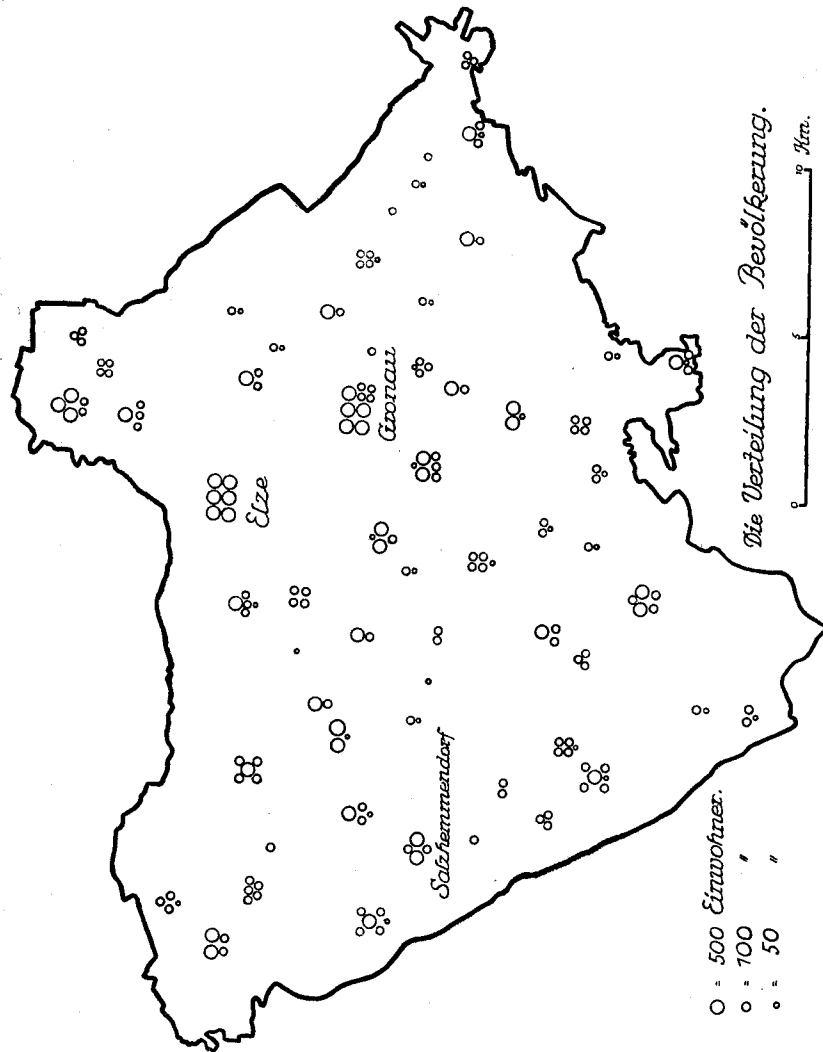 Elze
Gronau
Salzhemmendorf
Die Verteilung der Bevölkerung.
0 5 10 Km.
○ = 500 Einwohner.
○ = 100 "
○ = 50 "